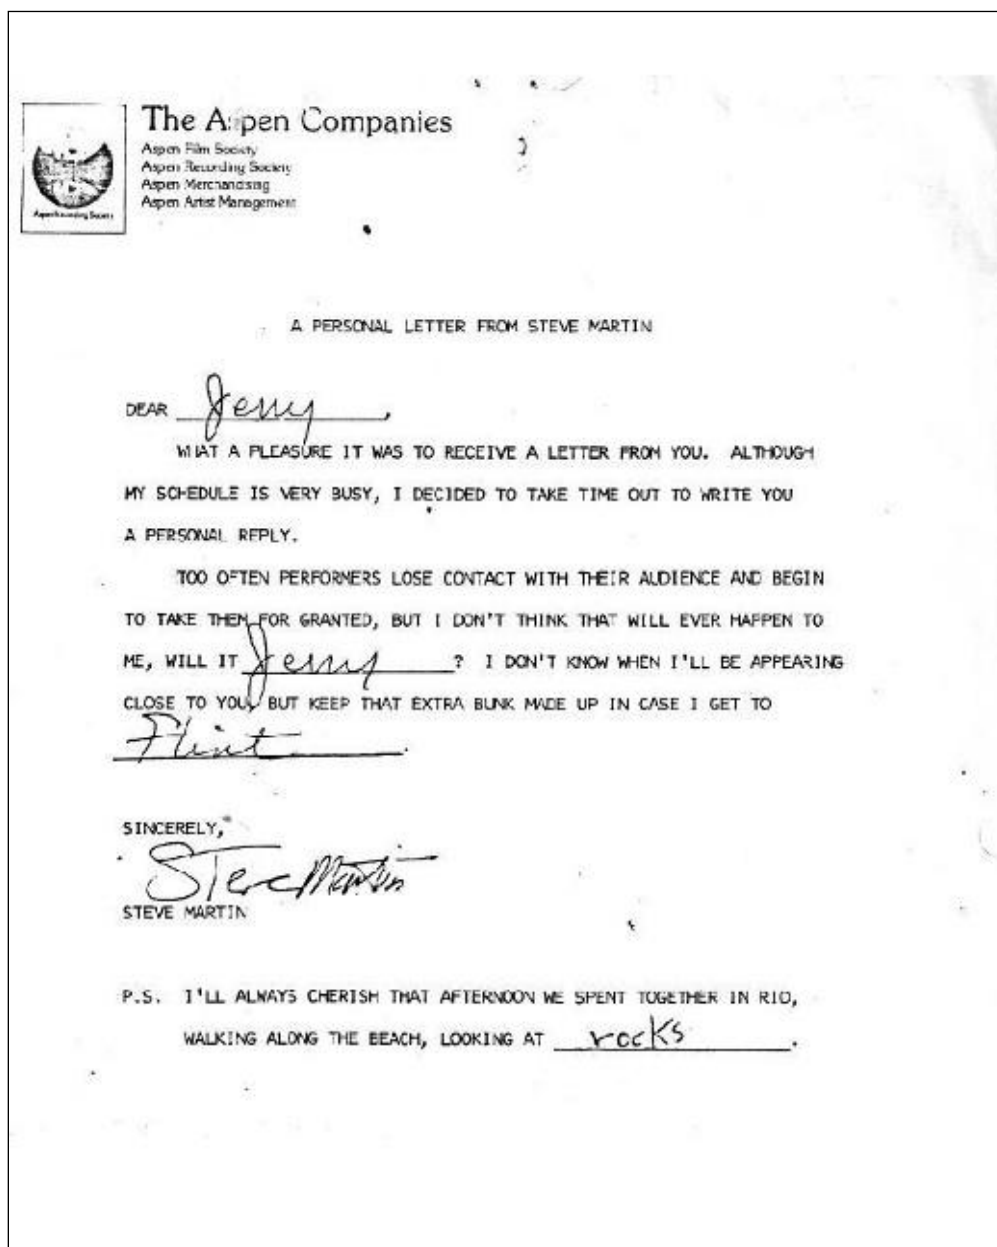 The Aspen Companies
Aspen Film Society
Aspen Recording Society
Aspen Merchandising
Aspen Artist Management
Aspen Recording Society
A PERSONAL LETTER FROM STEVE MARTIN
DEAR Jerry,
WHAT A PLEASURE IT WAS TO RECEIVE A LETTER FROM YOU. ALTHOUGH
MY SCHEDULE IS VERY BUSY, I DECIDED TO TAKE TIME OUT TO WRITE YOU
A PERSONAL REPLY.
TOO OFTEN PERFORMERS LOSE CONTACT WITH THEIR AUDIENCE AND BEGIN
TO TAKE THEM FOR GRANTED, BUT I DON'T THINK THAT WILL EVER HAPPEN TO
ME, WILL IT Jerry? I DON'T KNOW WHEN I'LL BE APPEARING
CLOSE TO YOU, BUT KEEP THAT EXTRA BUNK MADE UP IN CASE I GET TO
Flint.
SINCERELY,
Steve Martin
STEVE MARTIN
P.S. I'LL ALWAYS CHERISH THAT AFTERNOON WE SPENT TOGETHER IN RIO,
WALKING ALONG THE BEACH, LOOKING AT rocks.